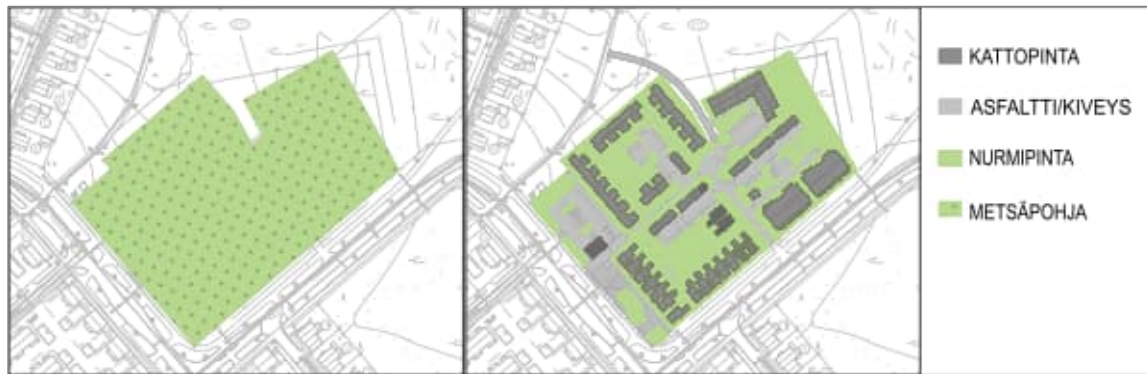 KATTOPINTA
ASFALTTI/KIVEYS
NURMIPINTA
METSÄPOHJA